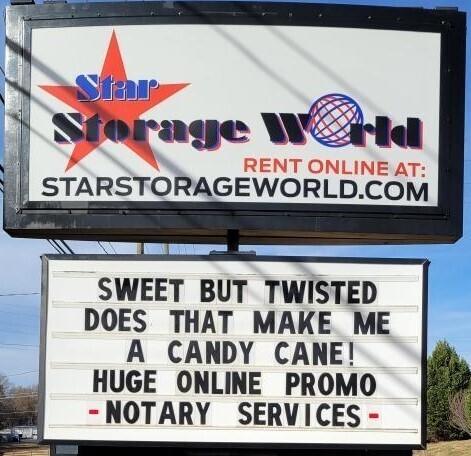 Star
Storage World
RENT ONLINE AT:
STARSTORAGEWORLD.COM
SWEET BUT TWISTED
DOES THAT MAKE ME
A CANDY CANE!
HUGE ONLINE PROMO
-NOTARY SERVICES-